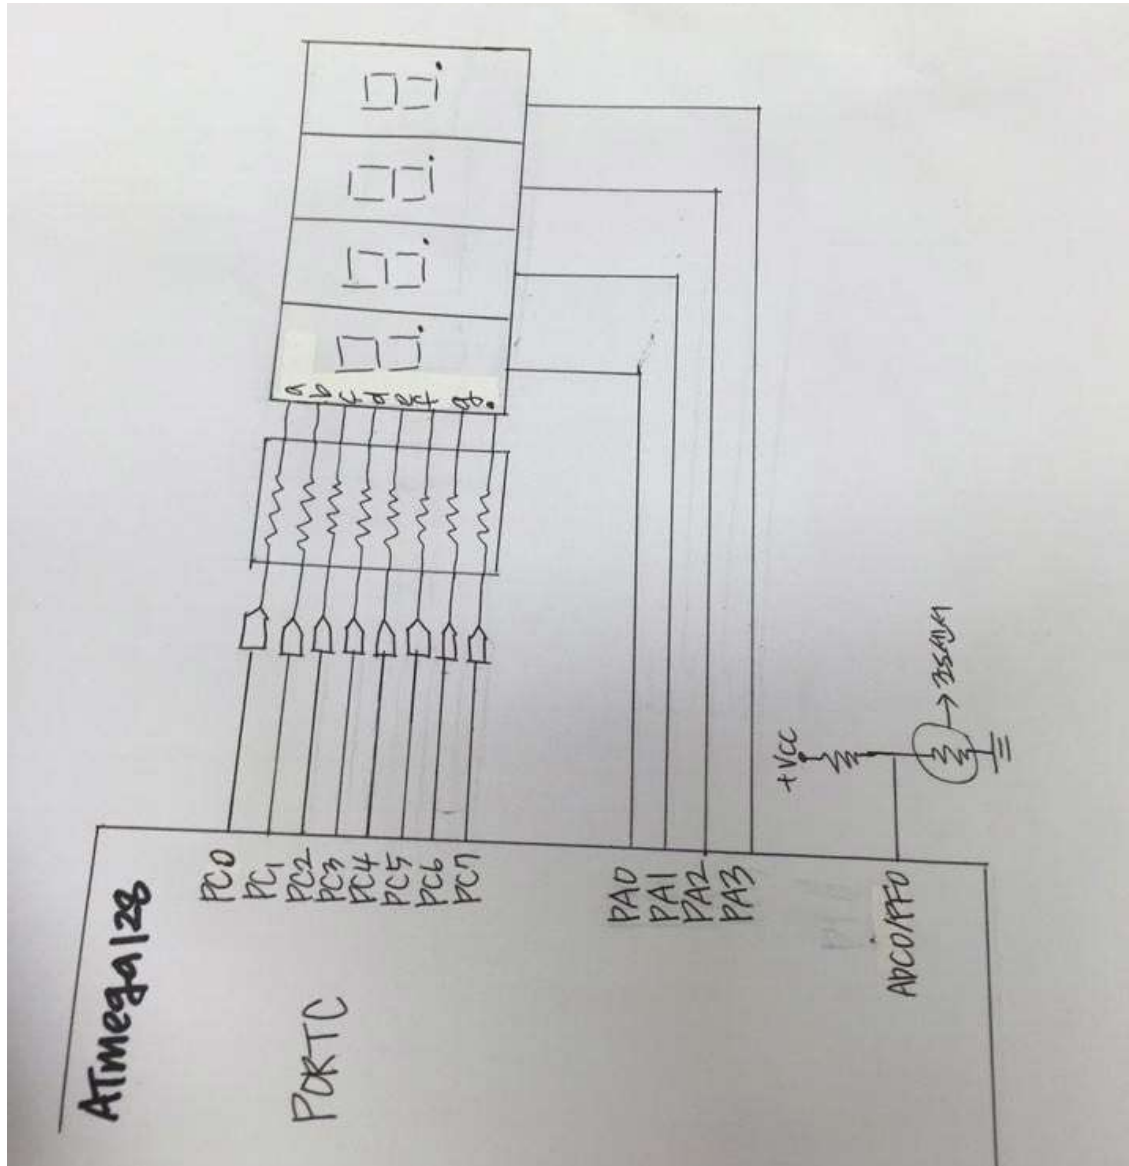 ATmega128
PORTC
PC0
PC1
PC2
PC3
PC4
PC5
PC6
PC7
PA0
PA1
PA2
PA3
ADC0/PF0
+VCC
a
b
c
d
e
f
g